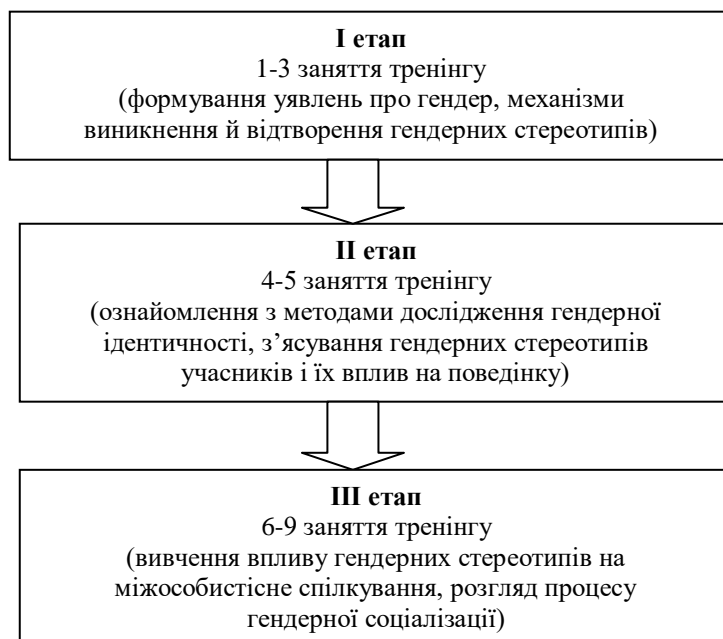 I етап
1-3 заняття тренінгу
(формування уявлень про гендер, механізми
виникнення й відтворення гендерних стереотипів)
II етап
4-5 заняття тренінгу
(ознайомлення з методами дослідження гендерної
ідентичності, з’ясування гендерних стереотипів
учасників і їх вплив на поведінку)
III етап
6-9 заняття тренінгу
(вивчення впливу гендерних стереотипів на
міжособистісне спілкування, розгляд процесу
гендерної соціалізації)